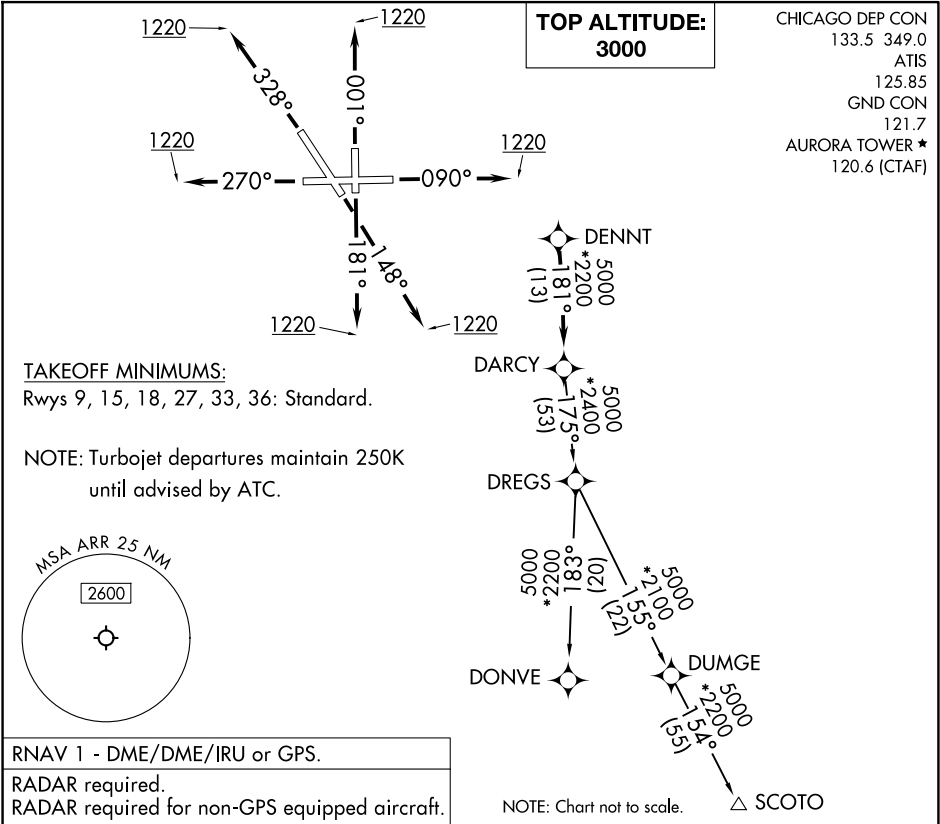 TOP ALTITUDE:
3000
CHICAGO DEP CON
133.5 349.0
ATIS
125.85
GND CON
121.7
AURORA TOWER ★
120.6 (CTAF)
1220
1220
328°
001°
1220
1220
270°
090°
181°
148°
1220
1220
DENNT
5000
*2200
181°
(13)
DARCY
5000
*2400
175°
(53)
DREGS
5000
*2200
183°
(20)
5000
*2100
155°
(22)
DONVE
DUMGE
5000
*2200
154°
(55)
SCOTO
TAKEOFF MINIMUMS:
Rwys 9, 15, 18, 27, 33, 36: Standard.
NOTE: Turbojet departures maintain 250K
until advised by ATC.
MSA ARR 25 NM
2600
RNAV 1 - DME/DME/IRU or GPS.
RADAR required.
RADAR required for non-GPS equipped aircraft.
NOTE: Chart not to scale.